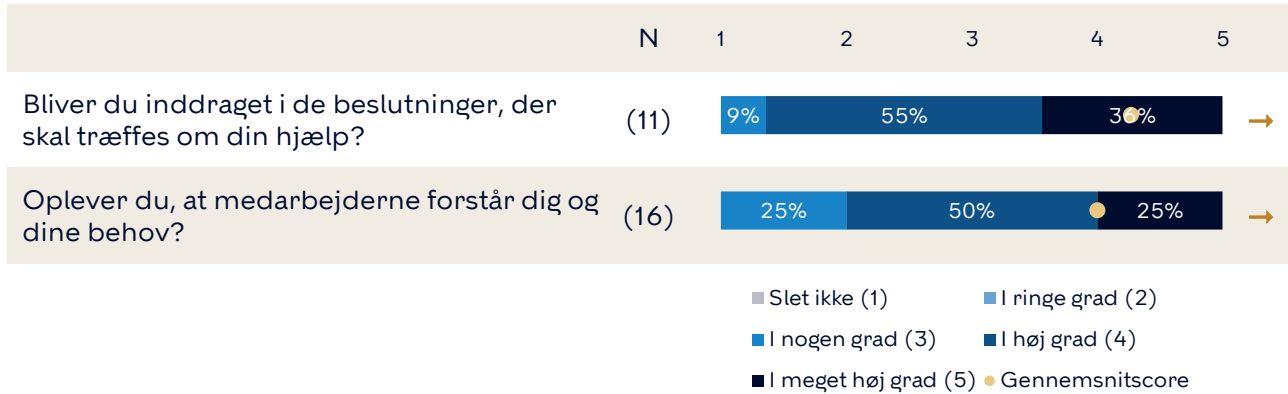 N 1 2 3 4 5
Bliver du inddraget i de beslutninger, der
skal træffes om din hjælp?
(11) 9% 55% 36% →
Oplever du, at medarbejderne forstår dig og
dine behov?
(16) 25% 50% 25% →
Slet ikke (1) I ringe grad (2)
I nogen grad (3) I høj grad (4)
I meget høj grad (5) Gennemsnitscore